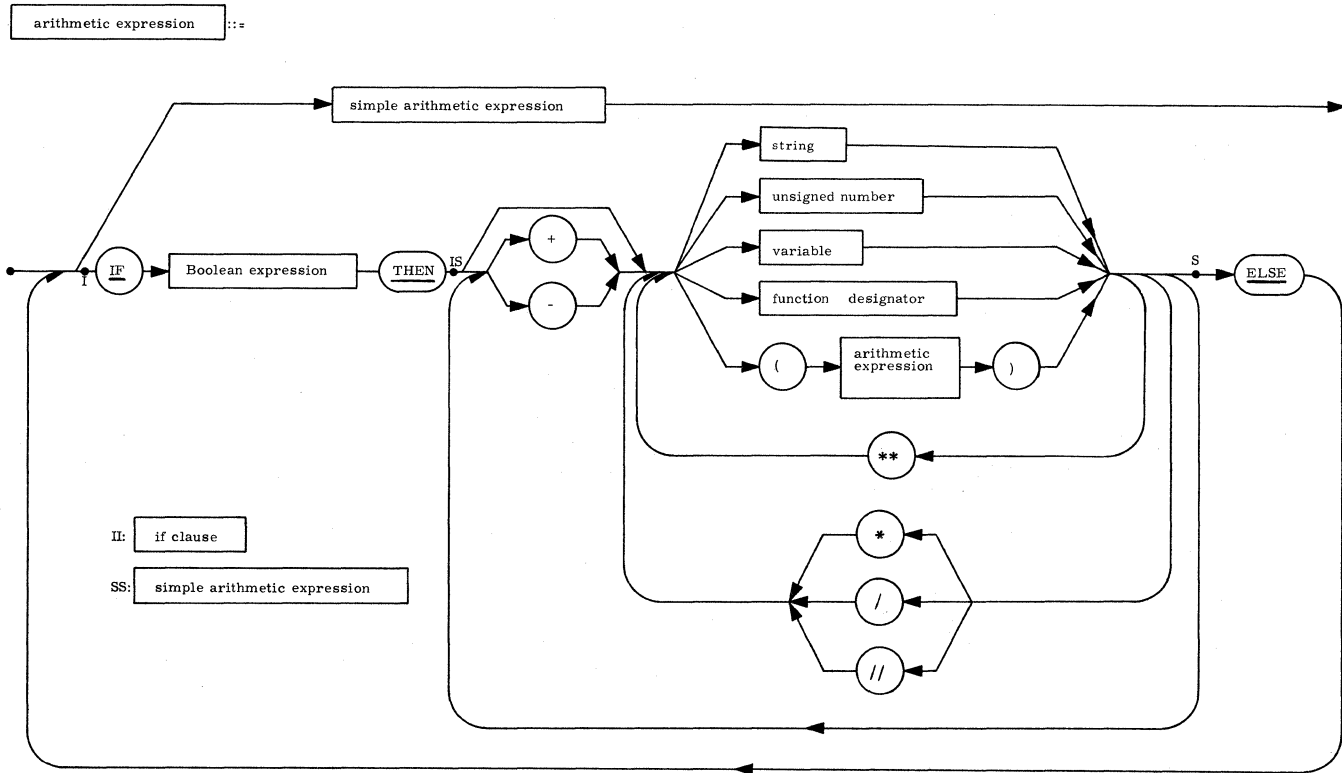 arithmetic expression ::=
simple arithmetic expression
string
unsigned number
variable
function designator
( arithmetic
expression )
+
-
I IF Boolean expression THEN IS
S ELSE
**
*
/
//
II: if clause
SS: simple arithmetic expression